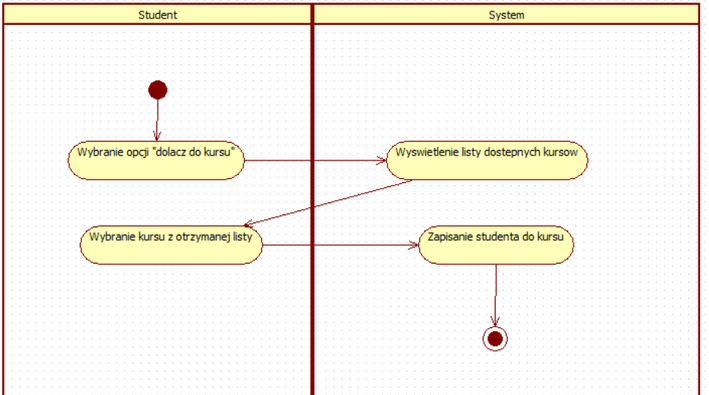 Student
System
Wybranie opcji "dolacz do kursu"
Wyswietlenie listy dostepnych kursow
Wybranie kursu z otrzymanej listy
Zapisanie studenta do kursu